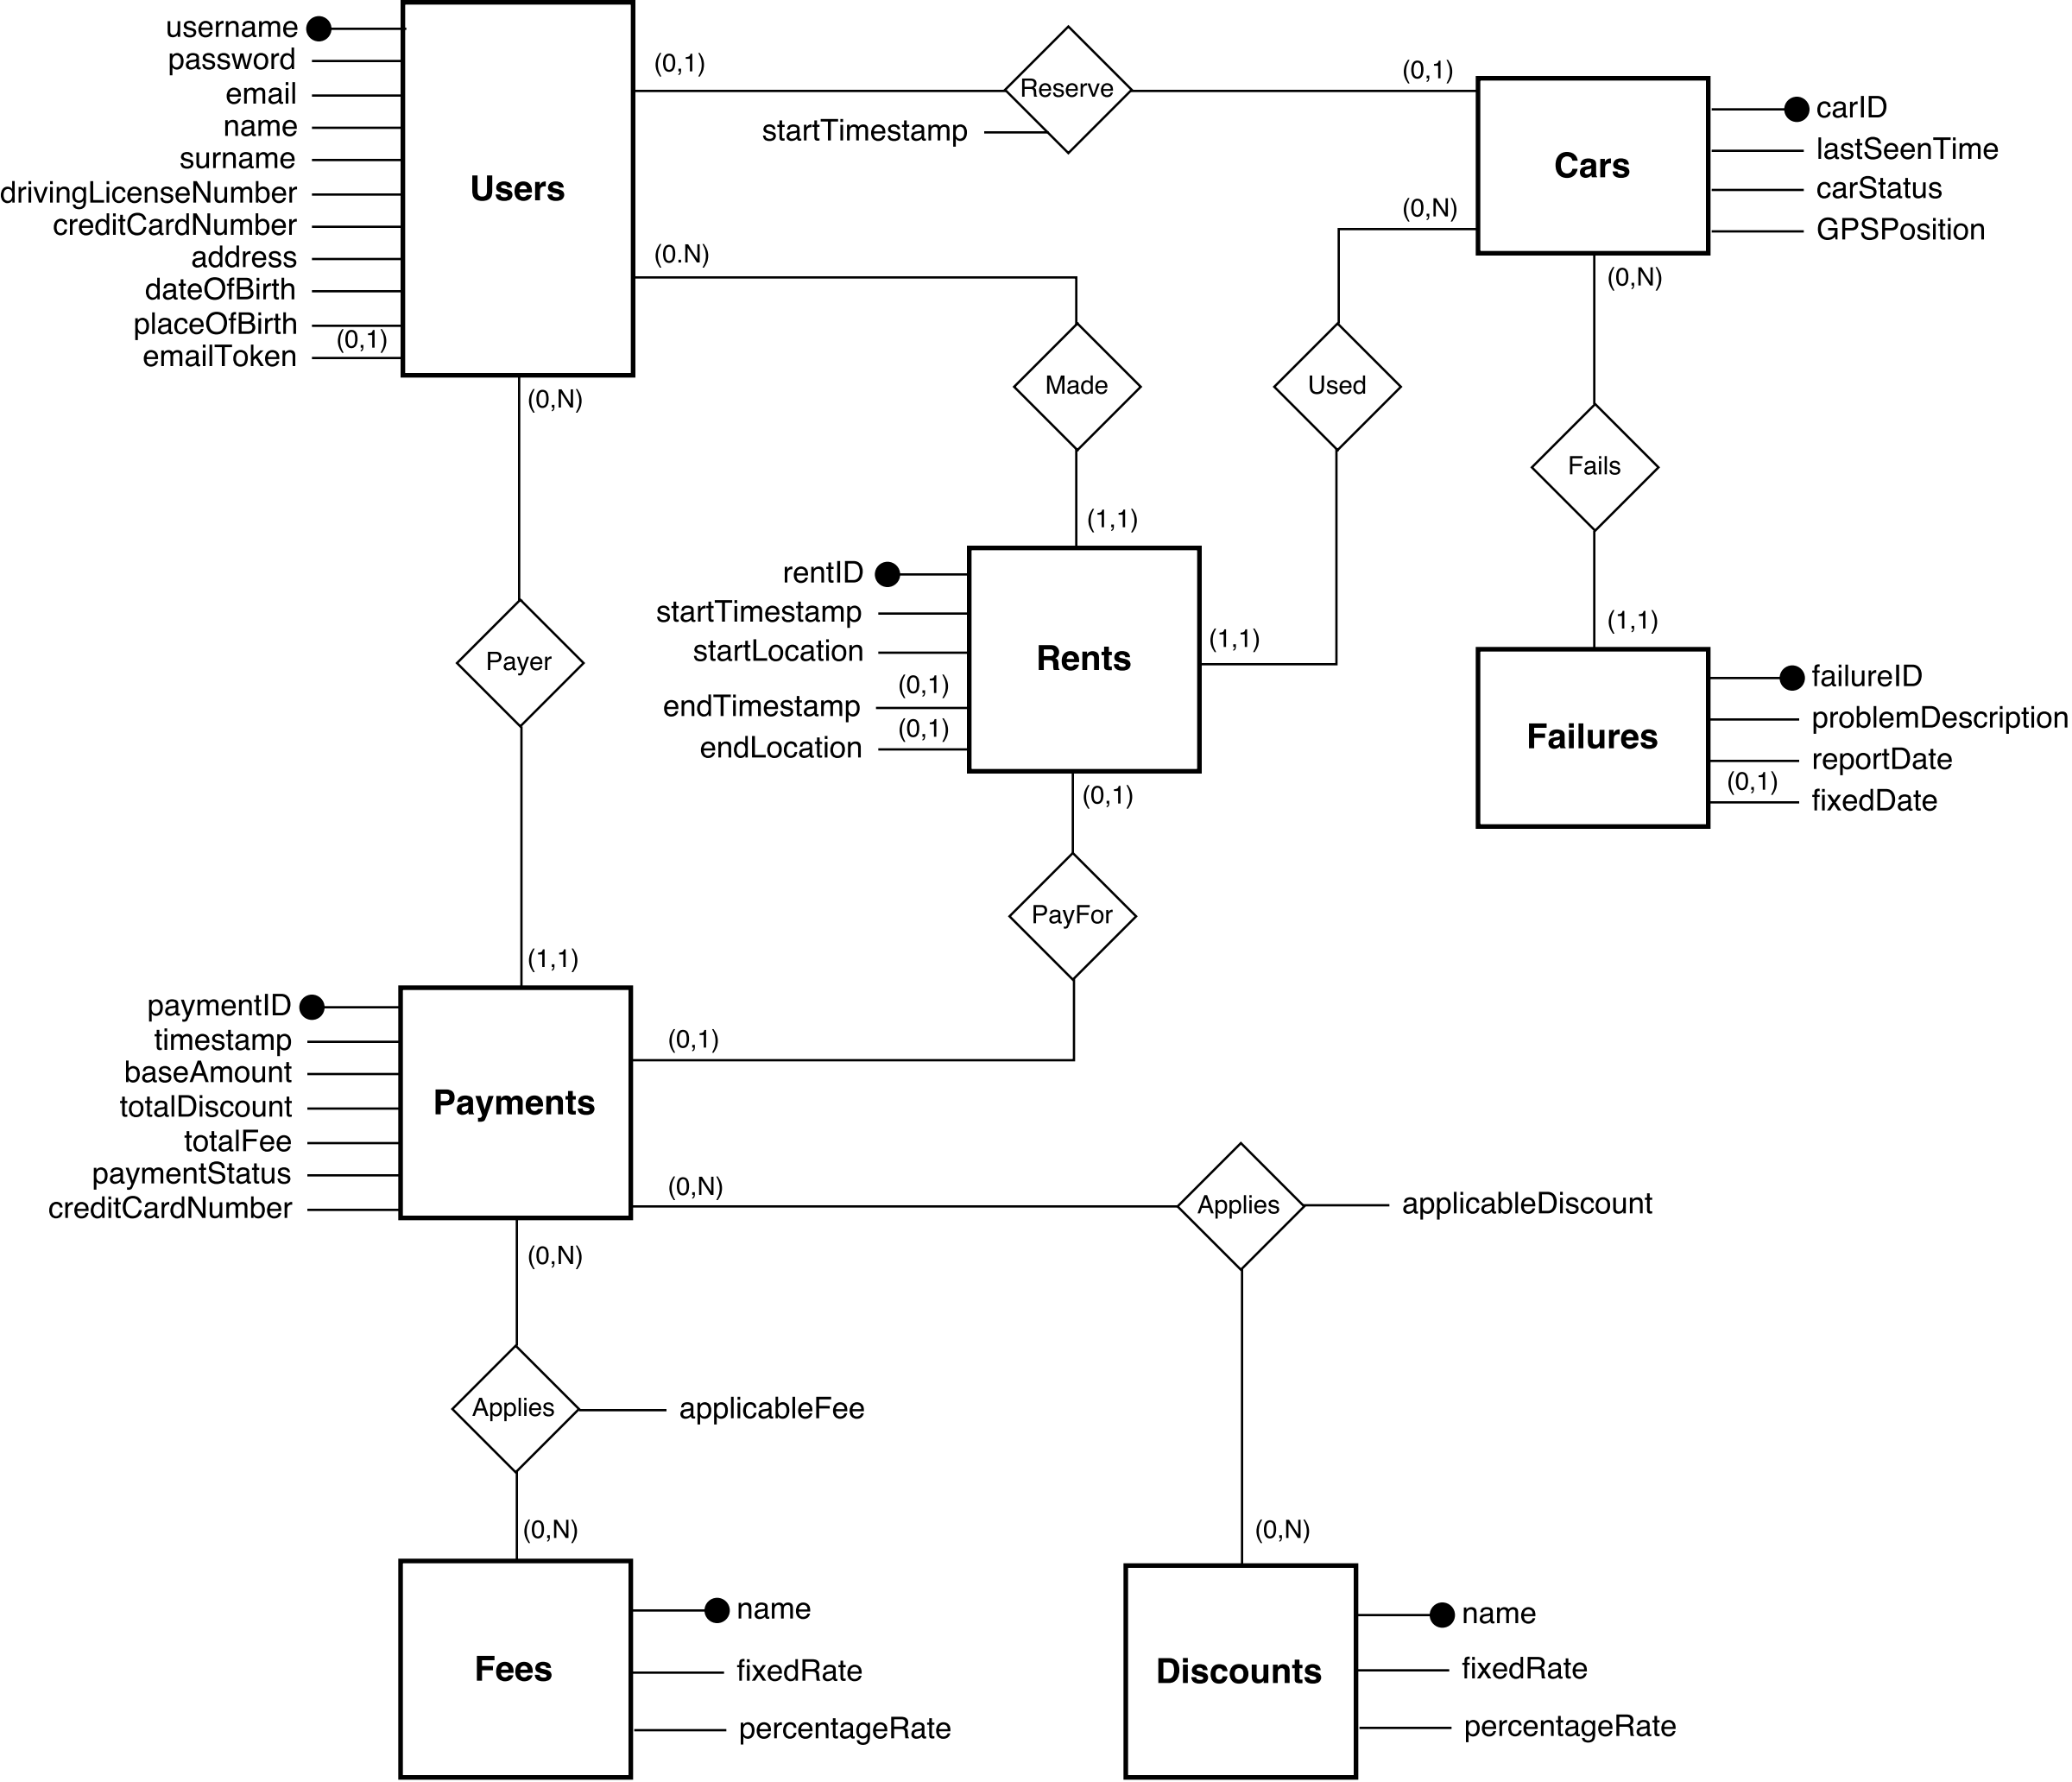 username
password
email
name
surname
drivingLicenseNumber
creditCardNumber
address
dateOfBirth
placeOfBirth
(0,1)
emailToken
Users
(0,1)
Reserve
(0,1)
startTimestamp
Cars
carID
lastSeenTime
carStatus
GPSPosition
(0.N)
(0,N)
(0,N)
(0,N)
Made
Used
Fails
(1,1)
(1,1)
Payer
rentID
startTimestamp
startLocation
(0,1)
endTimestamp
(0,1)
endLocation
Rents
(1,1)
Failures
failureID
problemDescription
reportDate
(0,1)
fixedDate
(0,1)
PayFor
(1,1)
(0,1)
paymentID
timestamp
baseAmount
totalDiscount
totalFee
paymentStatus
creditCardNumber
Payments
(0,N)
Applies
applicableDiscount
(0,N)
Applies
applicableFee
(0,N)
(0,N)
Fees
name
fixedRate
percentageRate
Discounts
name
fixedRate
percentageRate